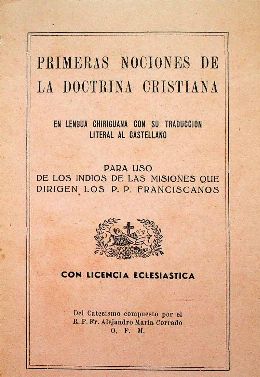 PRIMERAS NOCIONES DE
LA DOCTRINA CRISTIANA
EN LENGUA CHIRIGUANA CON SU TRADUCCION
LITERAL AL CASTELLANO
PARA USO
DE LOS INDIOS DE LAS MISIONES QUE
DIRIGEN LOS P. P. FRANCISCANOS
CON LICENCIA ECLESIASTICA
Del Catecismo compuesto por el
R. P. Fr. Alejandro María Corrado
O. F. M.